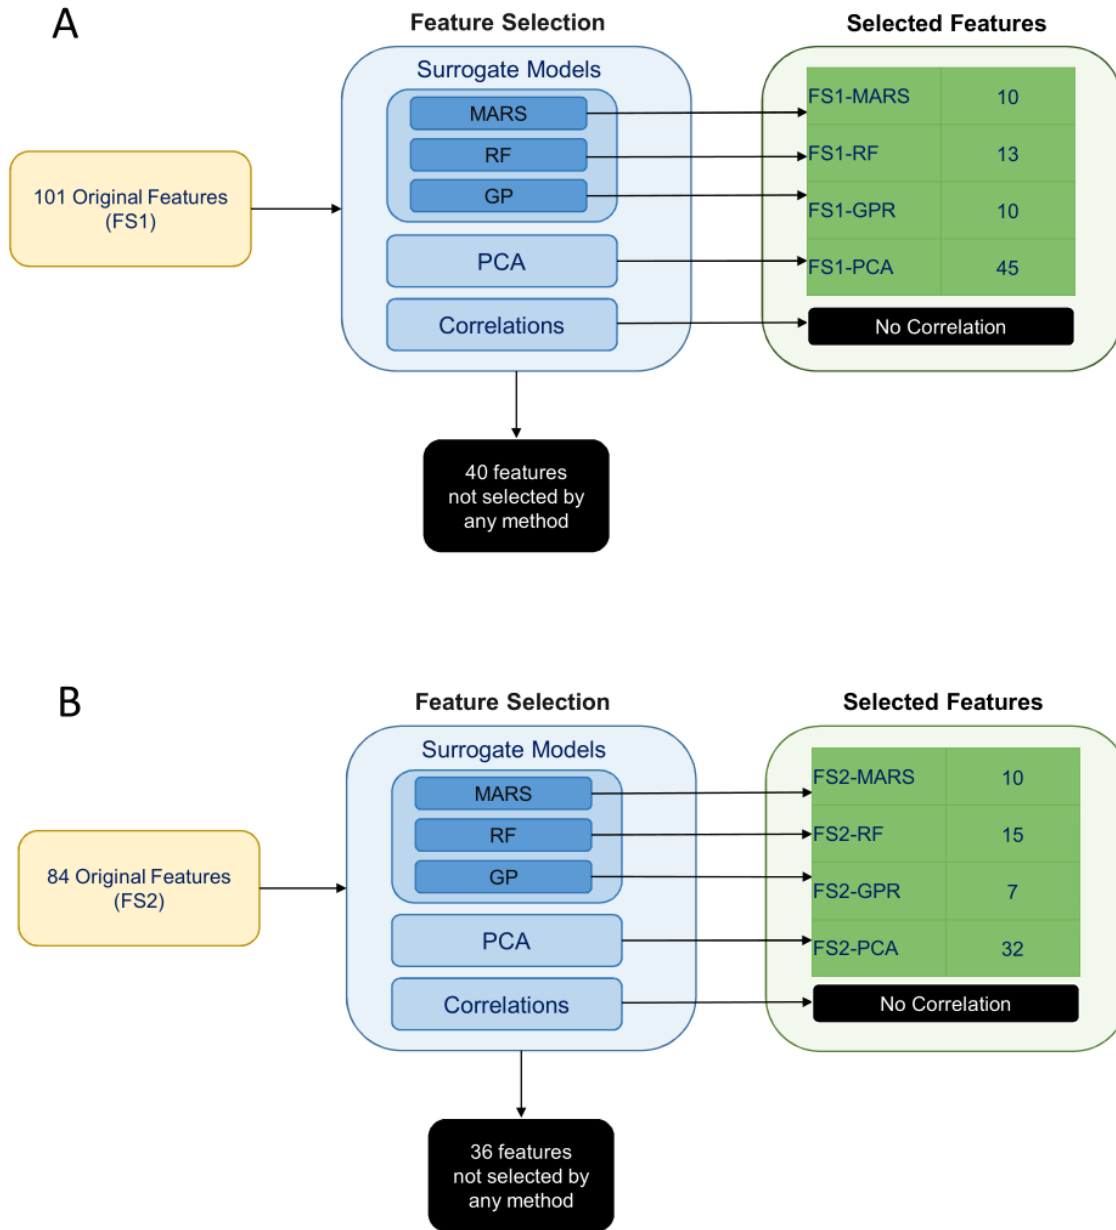 A
Feature Selection
Selected Features
Surrogate Models
MARS
RF
GP
PCA
Correlations
101 Original Features
(FS1)
FS1-MARS 10
FS1-RF 13
FS1-GPR 10
FS1-PCA 45
No Correlation
40 features
not selected by
any method
B
Feature Selection
Selected Features
Surrogate Models
MARS
RF
GP
PCA
Correlations
84 Original Features
(FS2)
FS2-MARS 10
FS2-RF 15
FS2-GPR 7
FS2-PCA 32
No Correlation
36 features
not selected by
any method